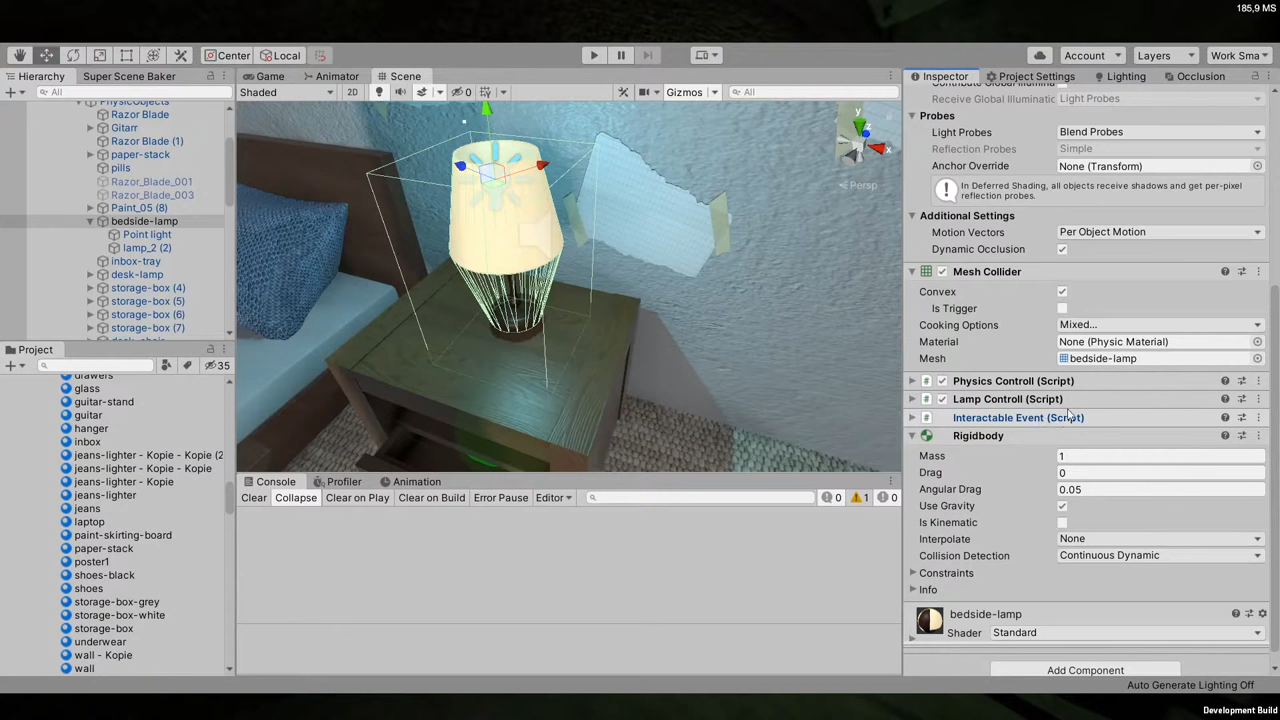 185,9 MS
Center Local Account Layers Work Sma
Hierarchy Super Scene Baker Game Animator Scene Inspector Project Settings Lighting Occlusion
All Shaded 2D 0 Gizmos All
PhysicObjects
Razor Blade
Gitarr
Razor Blade (1)
paper-stack
pills
Razor_Blade_001
Razor_Blade_003
Paint_05 (8)
bedside-lamp
Point light
lamp_2 (2)
inbox-tray
desk-lamp
storage-box (4)
storage-box (5)
storage-box (6)
storage-box (7)
y
x
Persp
Project
35
drawers
glass
guitar-stand
guitar
hanger
inbox
jeans-lighter - Kopie - Kopie (2
jeans-lighter - Kopie - Kopie
jeans-lighter - Kopie
jeans-lighter
jeans
laptop
paint-skirting-board
paper-stack
poster1
shoes-black
shoes
storage-box-grey
storage-box-white
storage-box
underwear
wall - Kopie
wall
Console Profiler Animation
Clear Collapse Clear on Play Clear on Build Error Pause Editor 0 1 0
Receive Global Illuminatic Light Probes
Probes
Light Probes Blend Probes
Reflection Probes Simple
Anchor Override None (Transform)
In Deferred Shading, all objects receive shadows and get per-pixel
reflection probes.
Additional Settings
Motion Vectors Per Object Motion
Dynamic Occlusion
Mesh Collider
Convex
Is Trigger
Cooking Options Mixed...
Material None (Physic Material)
Mesh bedside-lamp
Physics Controll (Script)
Lamp Controll (Script)
Interactable Event (Script)
Rigidbody
Mass 1
Drag 0
Angular Drag 0.05
Use Gravity
Is Kinematic
Interpolate None
Collision Detection Continuous Dynamic
Constraints
Info
bedside-lamp
Shader Standard
Add Component
Auto Generate Lighting Off
Development Build